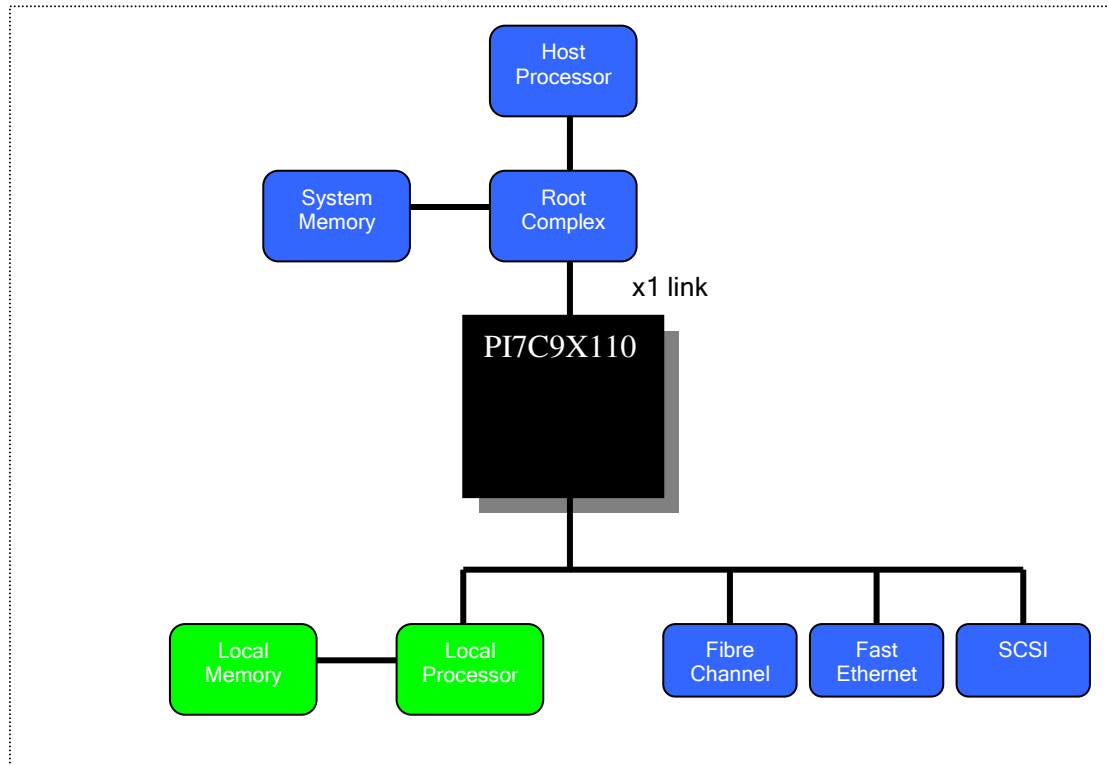 Host
Processor
System
Memory
Root
Complex
x1 link
PI7C9X110
Local
Memory
Local
Processor
Fibre
Channel
Fast
Ethernet
SCSI